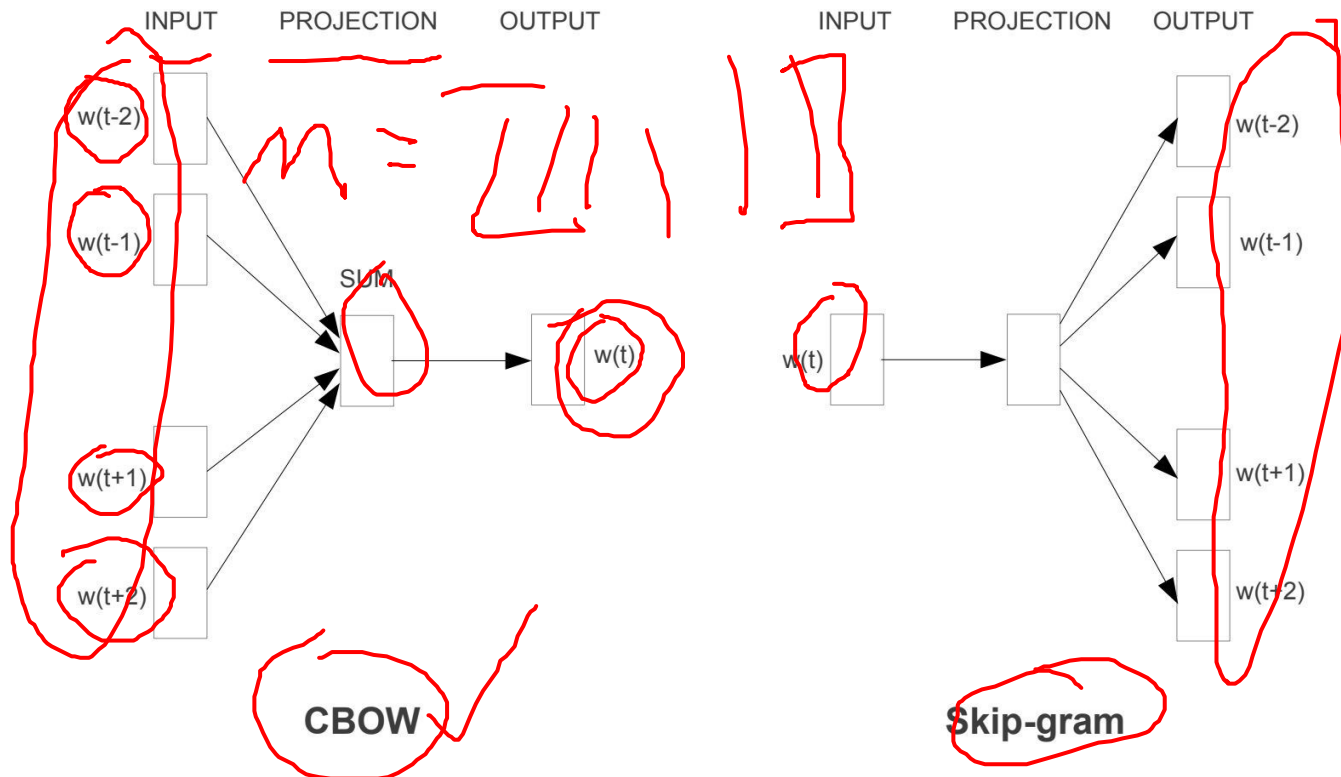 INPUT PROJECTION OUTPUT INPUT PROJECTION OUTPUT
w(t-2) w(t-2)
m =
w(t-1) w(t-1)
SUM
w(t) w(t)
w(t+1) w(t+1)
w(t+2) w(t+2)
CBOW Skip-gram